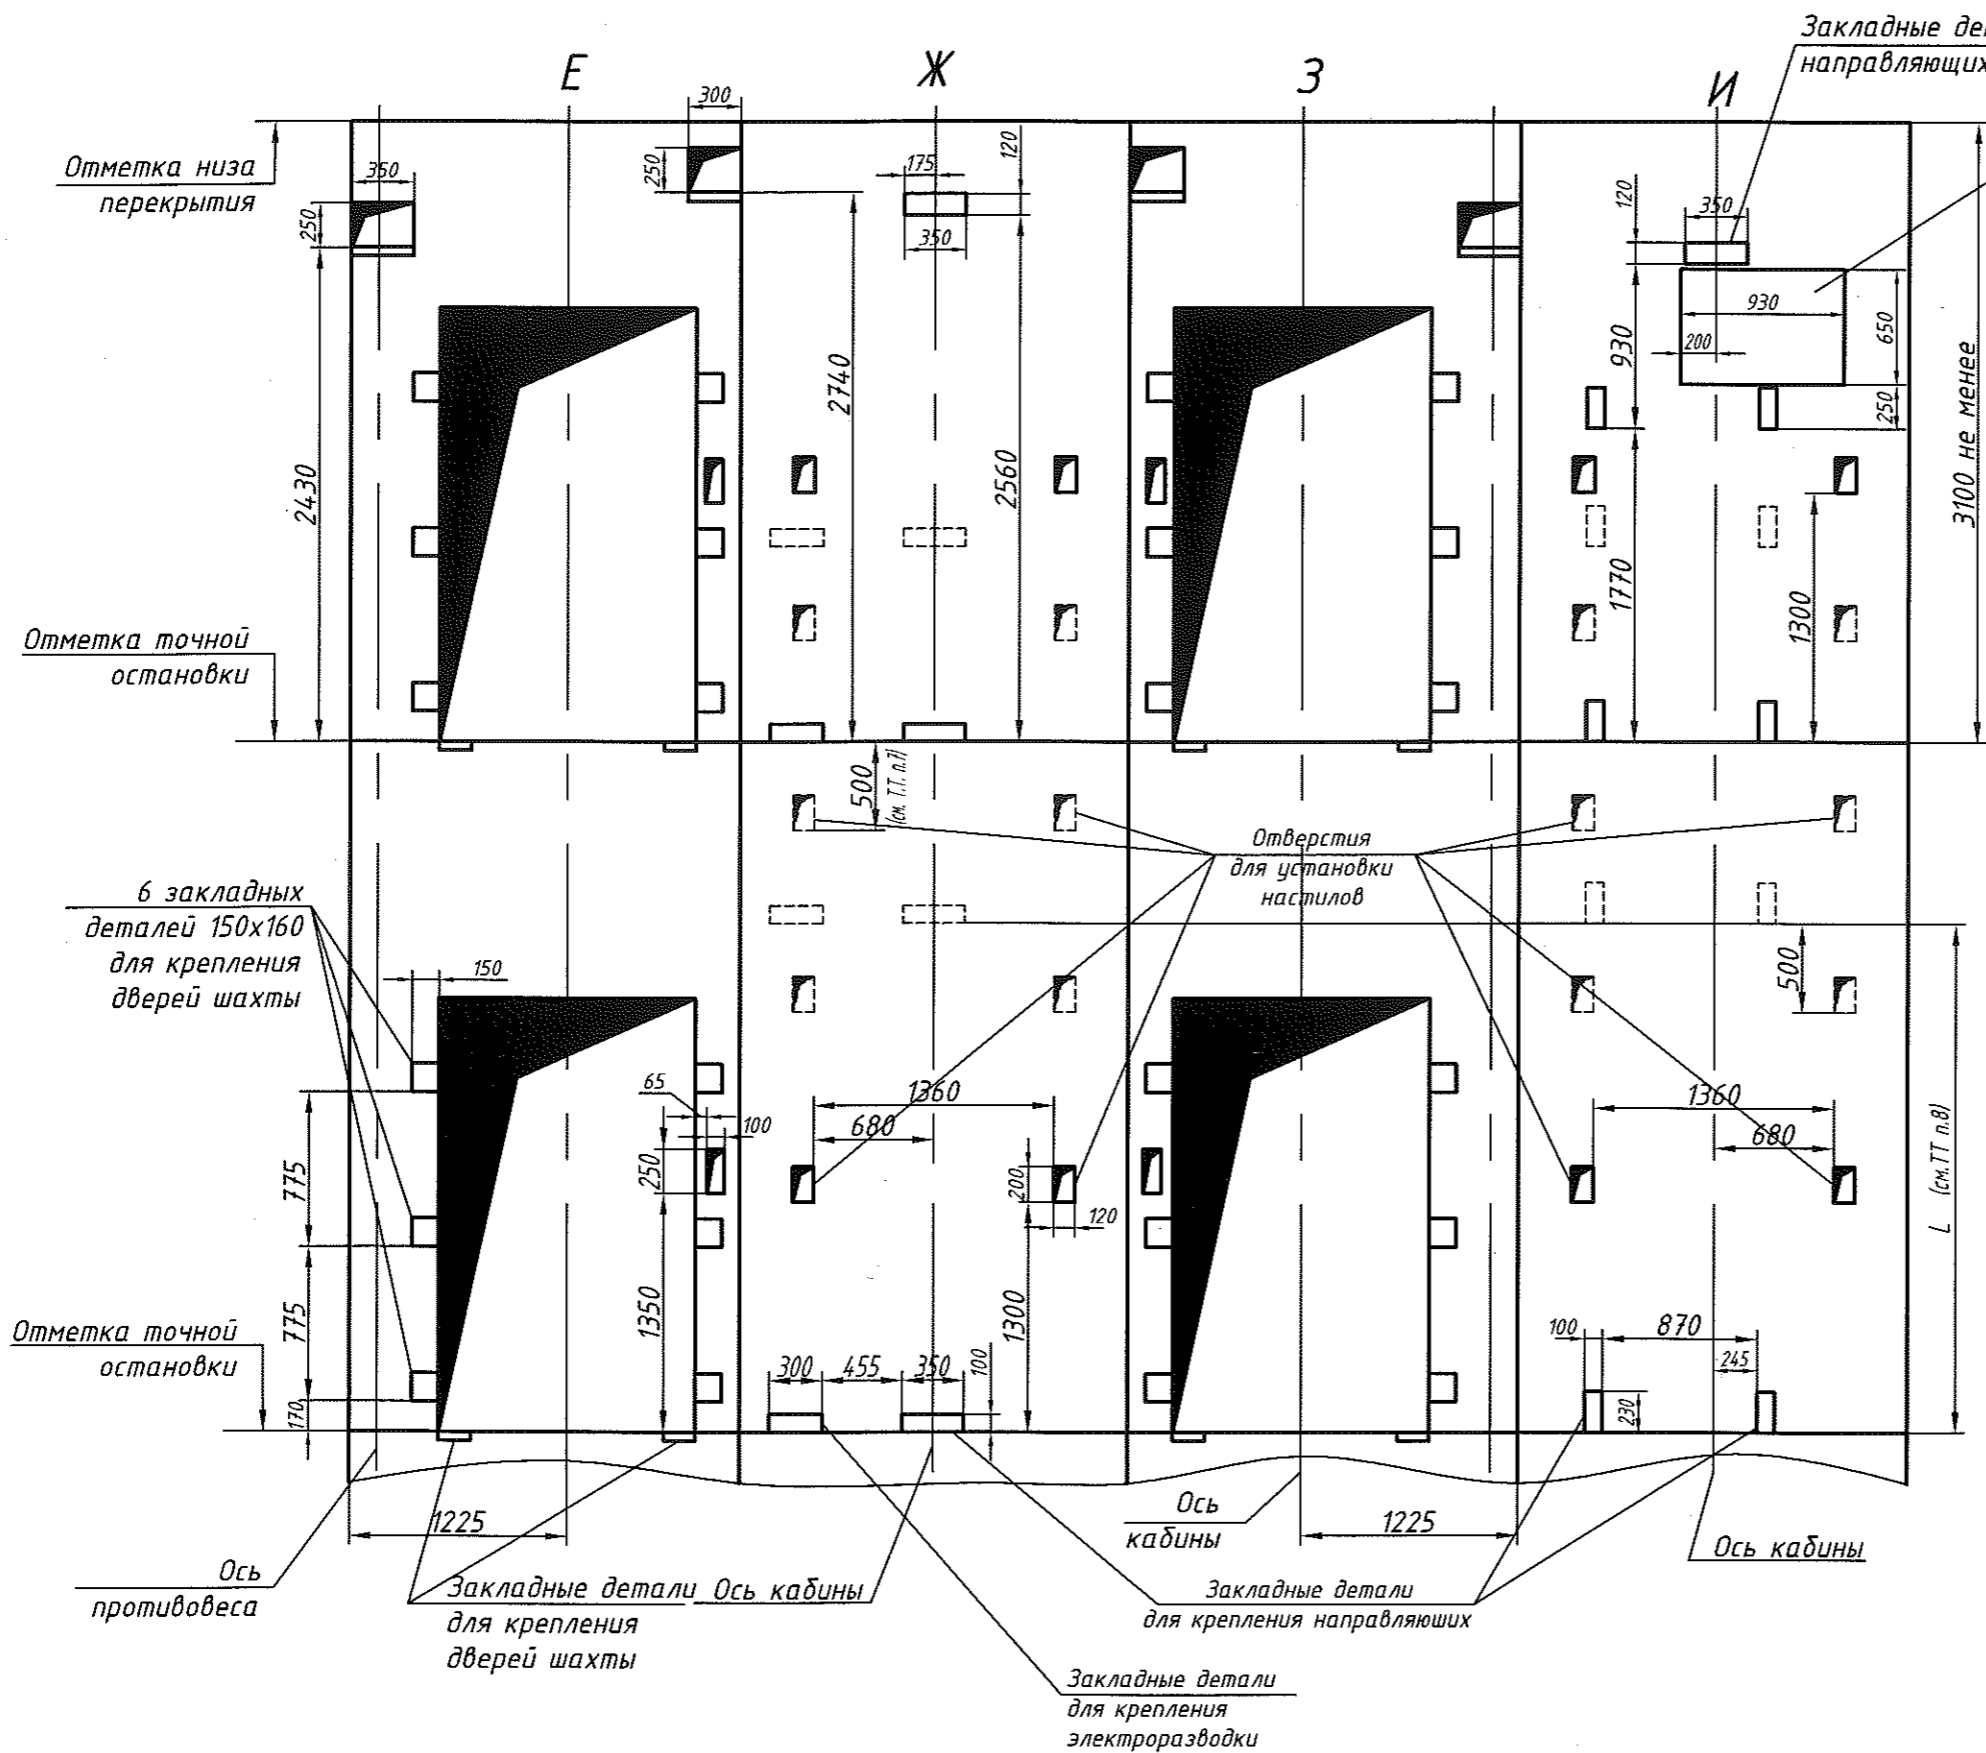 Е
Ж
З
И
Закладные де
направляющих
Отметка низа
перекрытия
300
350
250
250
175
120
350
120
350
930
200
650
250
930
2430
2740
2560
1770
1300
3100 не менее
Отметка точной
остановки
500
(см. Т.Т. п.7)
Отверстия
для установки
настилов
6 закладных
деталей 150х160
для крепления
дверей шахты
150
500
775
775
170
65
100
250
1350
1360
680
200
120
1300
1360
680
L (см.ТТ п.8)
Отметка точной
остановки
300
455
350
100
100
870
245
230
1225
1225
Ось
противовеса
Закладные детали
для крепления
дверей шахты
Ось кабины
Ось
кабины
Закладные детали
для крепления направляюших
Ось кабины
Закладные детали
для крепления
электроразводки